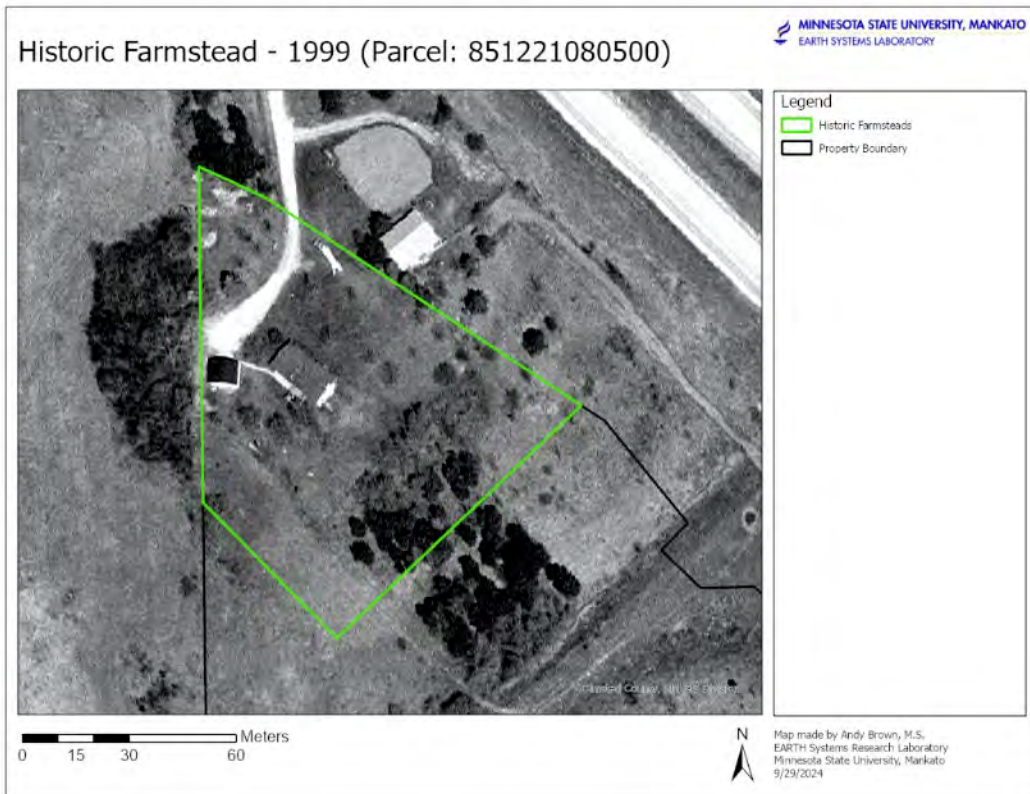 Historic Farmstead - 1999 (Parcel: 851221080500)
MINNESOTA STATE UNIVERSITY, MANKATO
EARTH SYSTEMS LABORATORY
Legend
Historic Farmsteads
Property Boundary
Meters
0 15 30 60
N
Map made by Andy Brown, M.S.
EARTH Systems Research Laboratory
Minnesota State University, Mankato
9/29/2024